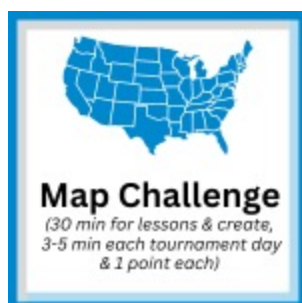 Map Challenge
(30 min for lessons & create,
3-5 min each tournament day
& 1 point each)